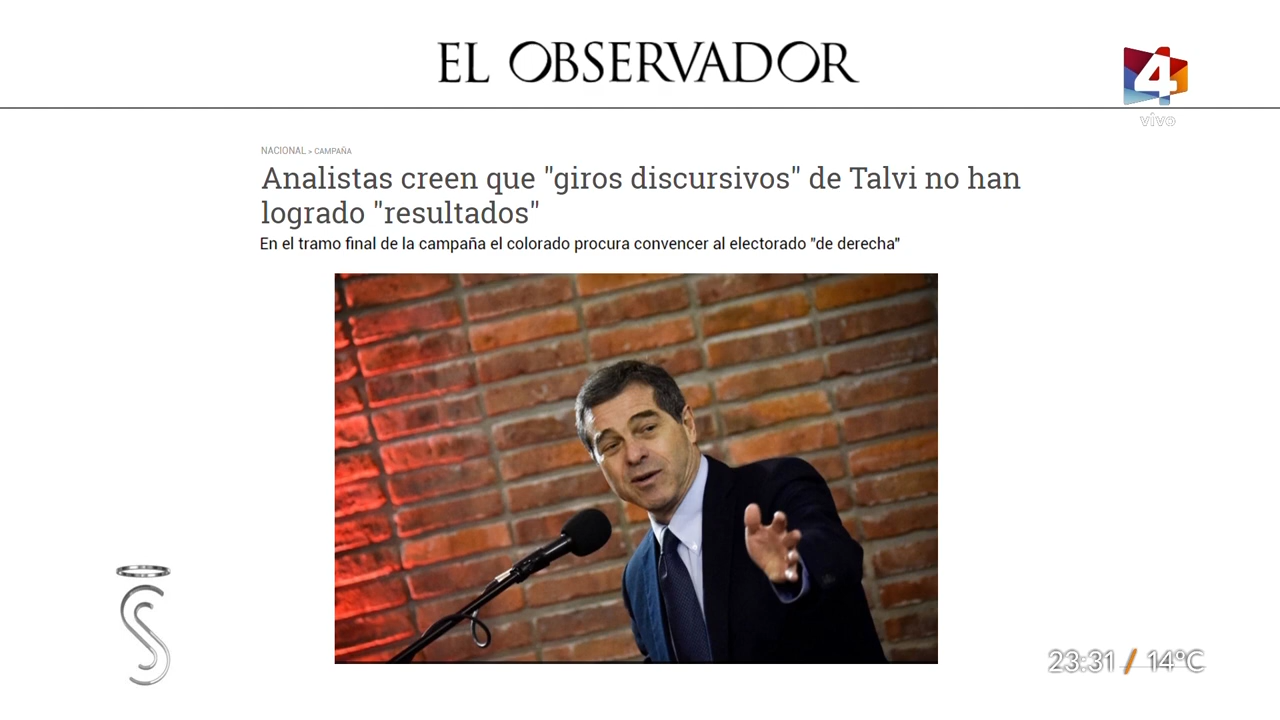 EL OBSERVADOR
4
vivo
NACIONAL » CAMPAÑA
Analistas creen que "giros discursivos" de Talvi no han
logrado "resultados"
En el tramo final de la campaña el colorado procura convencer al electorado "de derecha"
S
23:31 / 14°C